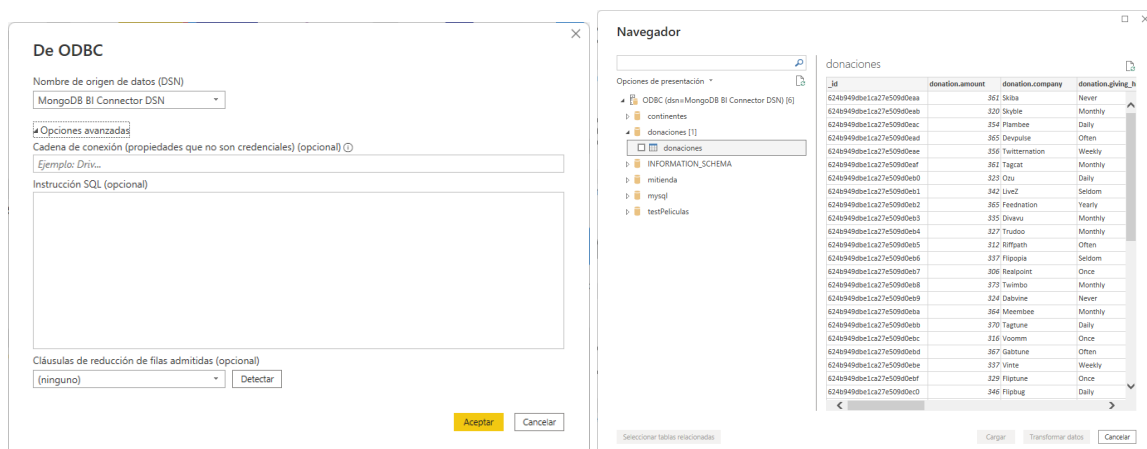 De ODBC
Nombre de origen de datos (DSN)
MongoDB BI Connector DSN
Opciones avanzadas
Cadena de conexión (propiedades que no son credenciales) (opcional)
Ejemplo: Driv...
Instrucción SQL (opcional)
Cláusulas de reducción de filas admitidas (opcional)
(ninguno)
Detectar
Aceptar
Cancelar
Navegador
Opciones de presentación
ODBC (dsn=MongoDB BI Connector DSN) [6]
continentes
donaciones [1]
donaciones
INFORMATION_SCHEMA
mitienda
mysql
testPeliculas
donaciones
_id donation.amount donation.company donation.giving_h
624b949dbe1ca27e509d0eaa 361 Skiba Never
624b949dbe1ca27e509d0eab 320 Skyble Monthly
624b949dbe1ca27e509d0eac 354 Plambee Daily
624b949dbe1ca27e509d0ead 365 Devpulse Often
624b949dbe1ca27e509d0eae 356 Twitternation Weekly
624b949dbe1ca27e509d0eaf 361 Tagcat Monthly
624b949dbe1ca27e509d0eb0 323 Ozu Daily
624b949dbe1ca27e509d0eb1 342 LiveZ Seldom
624b949dbe1ca27e509d0eb2 365 Feednation Yearly
624b949dbe1ca27e509d0eb3 335 Divavu Monthly
624b949dbe1ca27e509d0eb4 327 Trudoo Monthly
624b949dbe1ca27e509d0eb5 312 Riffpath Often
624b949dbe1ca27e509d0eb6 337 Flipopia Seldom
624b949dbe1ca27e509d0eb7 306 Realpoint Once
624b949dbe1ca27e509d0eb8 373 Twimbo Monthly
624b949dbe1ca27e509d0eb9 324 Dabvine Never
624b949dbe1ca27e509d0eba 364 Meembee Monthly
624b949dbe1ca27e509d0ebb 370 Tagtune Daily
624b949dbe1ca27e509d0ebc 316 Voomm Once
624b949dbe1ca27e509d0ebd 367 Gabtune Often
624b949dbe1ca27e509d0ebe 337 Vinte Weekly
624b949dbe1ca27e509d0ebf 329 Fliptune Once
624b949dbe1ca27e509d0ec0 346 Flipbug Daily
Seleccionar tablas relacionadas
Cargar
Transformar datos
Cancelar